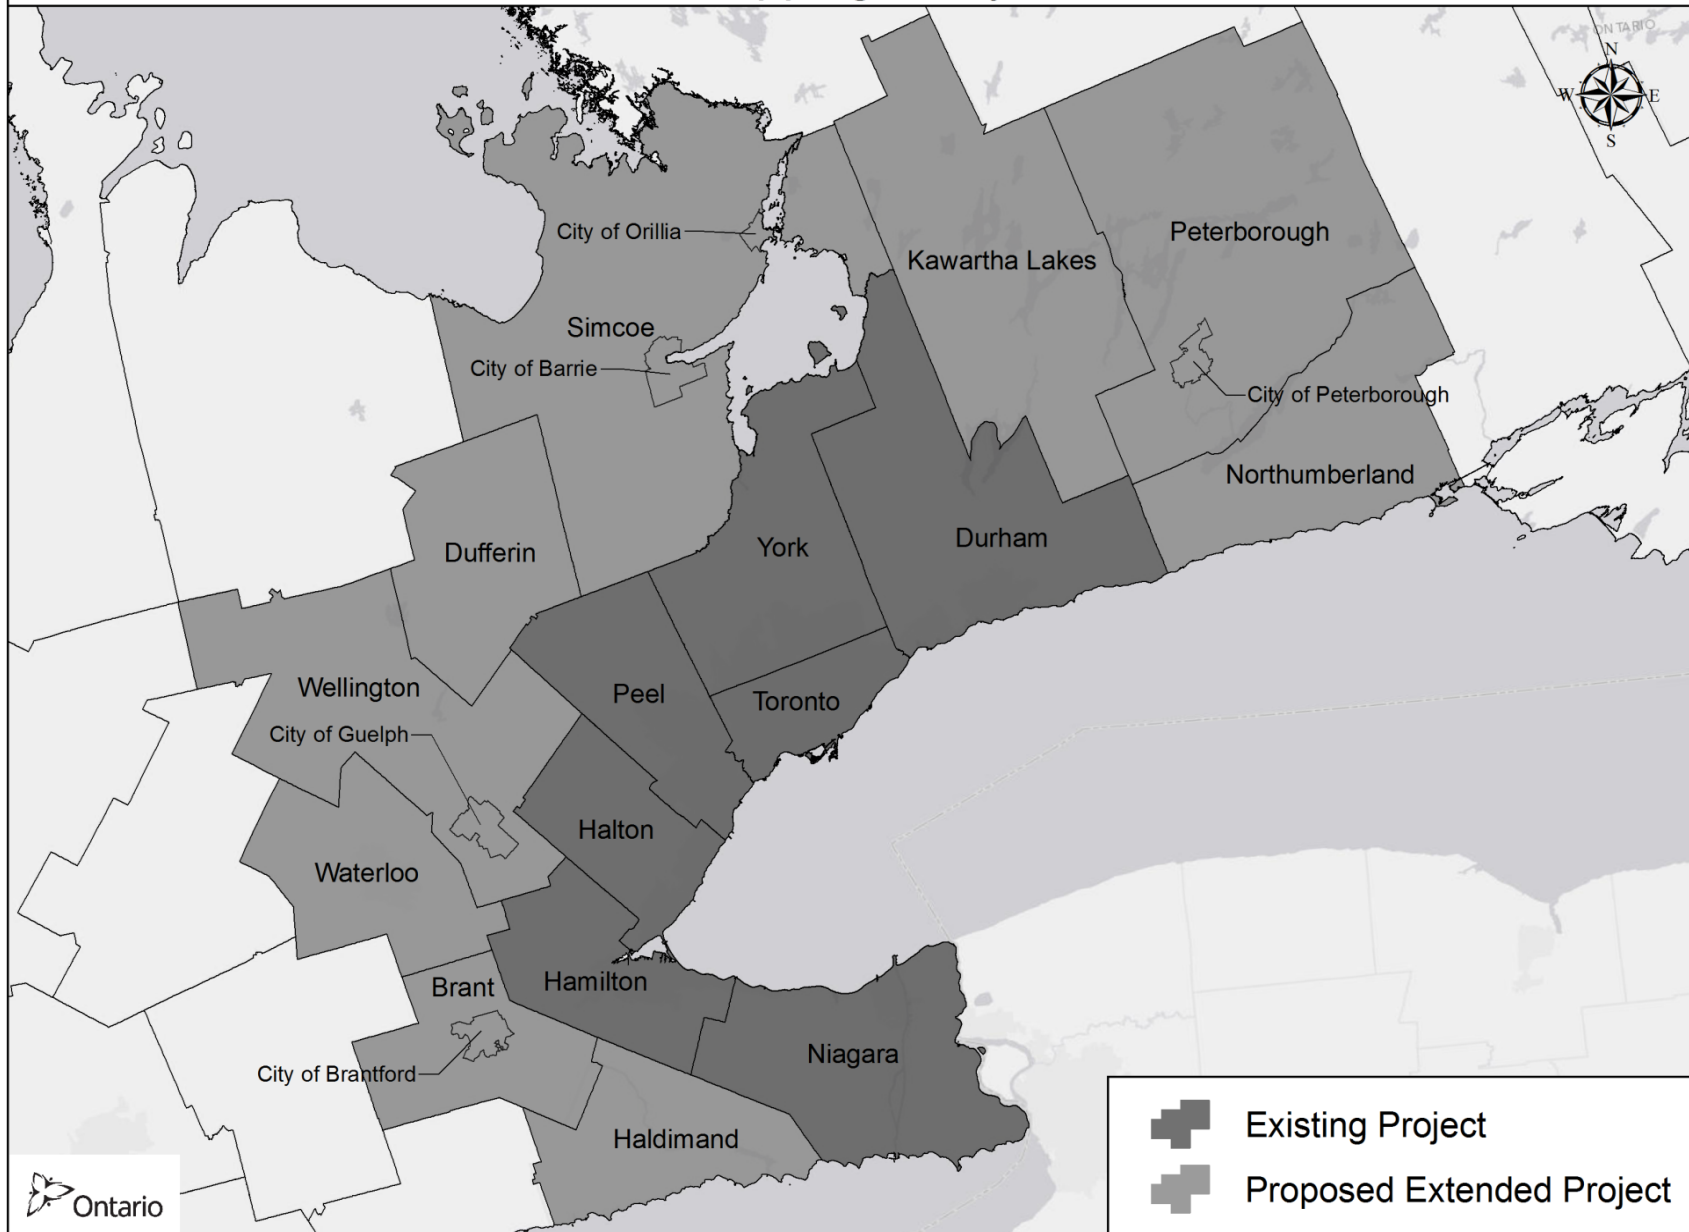 ONTARIO
N
W E
S
City of Orillia
Peterborough
Kawartha Lakes
Simcoe
City of Barrie
City of Peterborough
Northumberland
Dufferin
York
Durham
Wellington
Peel
Toronto
City of Guelph
Halton
Waterloo
Brant
Hamilton
Niagara
City of Brantford
Haldimand
Existing Project
Proposed Extended Project
Ontario